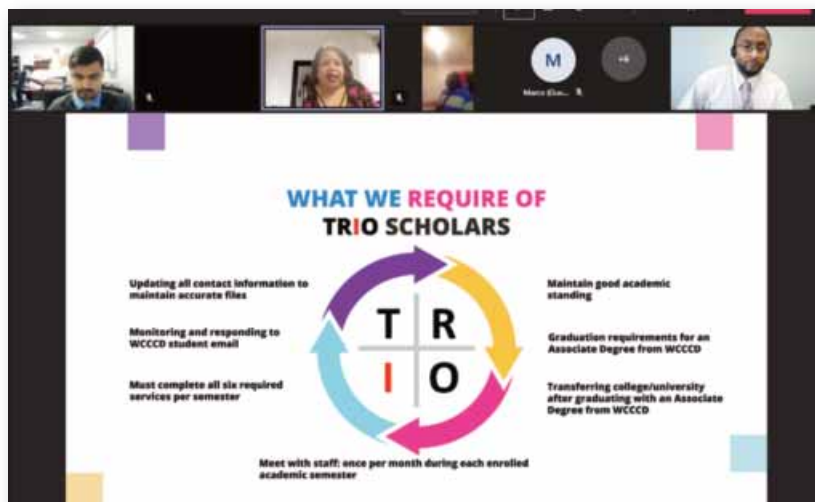 M
+6
WHAT WE REQUIRE OF
TRIO SCHOLARS
Updating all contact information to
maintain accurate files
Monitoring and responding to
WCCCD student email
Must complete all six required
services per semester
T R
I O
Maintain good academic
standing
Graduation requirements for an
Associate Degree from WCCCD
Transferring college/university
after graduating with an Associate
Degree from WCCCD
Meet with staff: once per month during each enrolled
academic semester